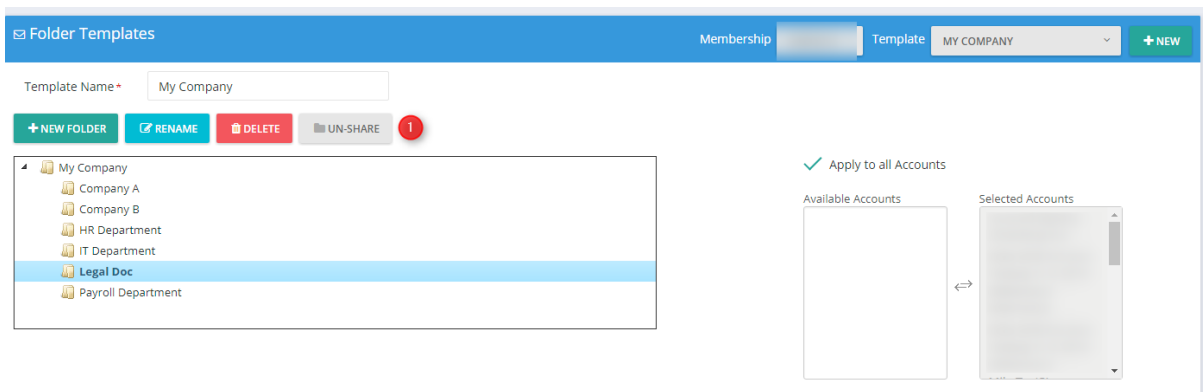 Folder Templates
Membership
Template MY COMPANY
+ NEW
Template Name* My Company
+ NEW FOLDER RENAME DELETE UN-SHARE 1
My Company
Company A
Company B
HR Department
IT Department
Legal Doc
Payroll Department
Apply to all Accounts
Available Accounts
Selected Accounts